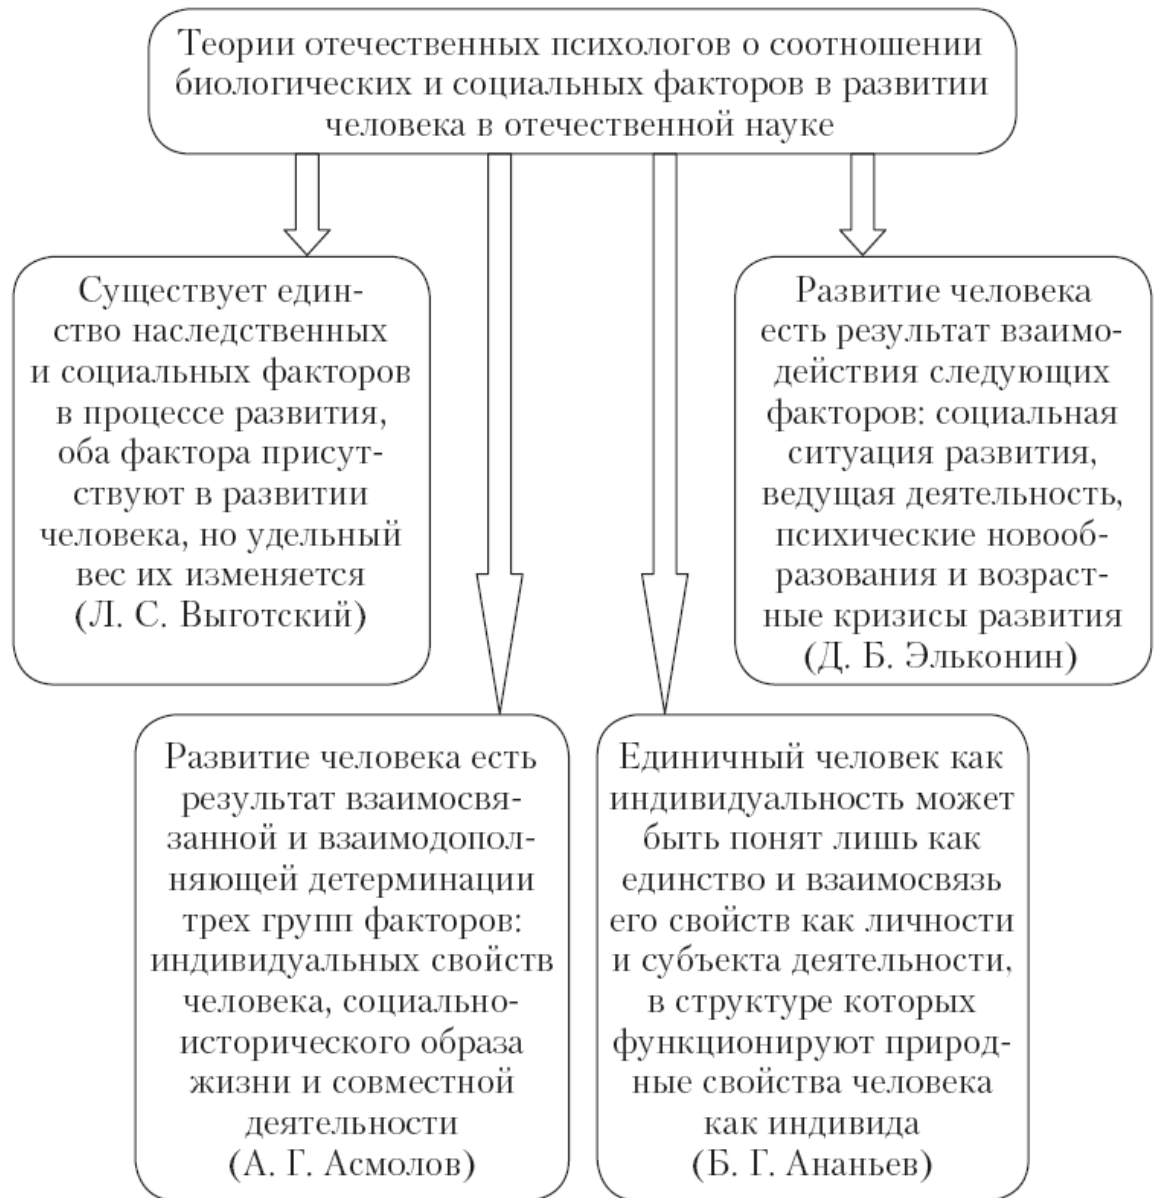 Теории отечественных психологов о соотношении
биологических и социальных факторов в развитии
человека в отечественной науке
Существует един-
ство наследственных
и социальных факторов
в процессе развития,
оба фактора присут-
ствуют в развитии
человека, но удельный
вес их изменяется
(Л. С. Выготский)
Развитие человека
есть результат взаимо-
действия следующих
факторов: социальная
ситуация развития,
ведущая деятельность,
психические новооб-
разования и возраст-
ные кризисы развития
(Д. Б. Эльконин)
Развитие человека есть
результат взаимосвя-
занной и взаимодопол-
няющей детерминации
трех групп факторов:
индивидуальных свойств
человека, социально-
исторического образа
жизни и совместной
деятельности
(А. Г. Асмолов)
Единичный человек как
индивидуальность может
быть понят лишь как
единство и взаимосвязь
его свойств как личности
и субъекта деятельности,
в структуре которых
функционируют природ-
ные свойства человека
как индивида
(Б. Г. Ананьев)